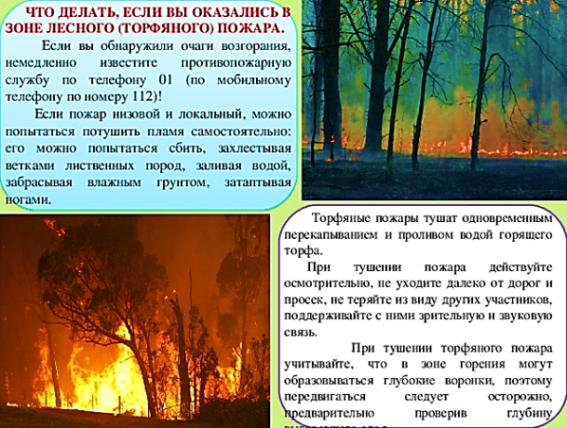 ЧТО ДЕЛАТЬ, ЕСЛИ ВЫ ОКАЗАЛИСЬ В
ЗОНЕ ЛЕСНОГО (ТОРФЯНОГО) ПОЖАРА.
Если вы обнаружили очаги возгорания,
немедленно известите противопожарную
службу по телефону 01 (по мобильному
телефону по номеру 112)!
Если пожар низовой и локальный, можно
попытаться потушить пламя самостоятельно:
его можно попытаться сбить, захлестывая
ветками лиственных пород, заливая водой,
забрасывая влажным грунтом, затаптывая
ногами.
Торфяные пожары тушат одновременным
перекапыванием и проливом водой горящего
торфа.
При тушении пожара действуйте
осмотрительно, не уходите далеко от дорог и
просек, не теряйте из виду других участников,
поддерживайте с ними зрительную и звуковую
связь.
При тушении торфяного пожара
учитывайте, что в зоне горения могут
образовываться глубокие воронки, поэтому
передвигаться следует осторожно,
предварительно проверив глубину